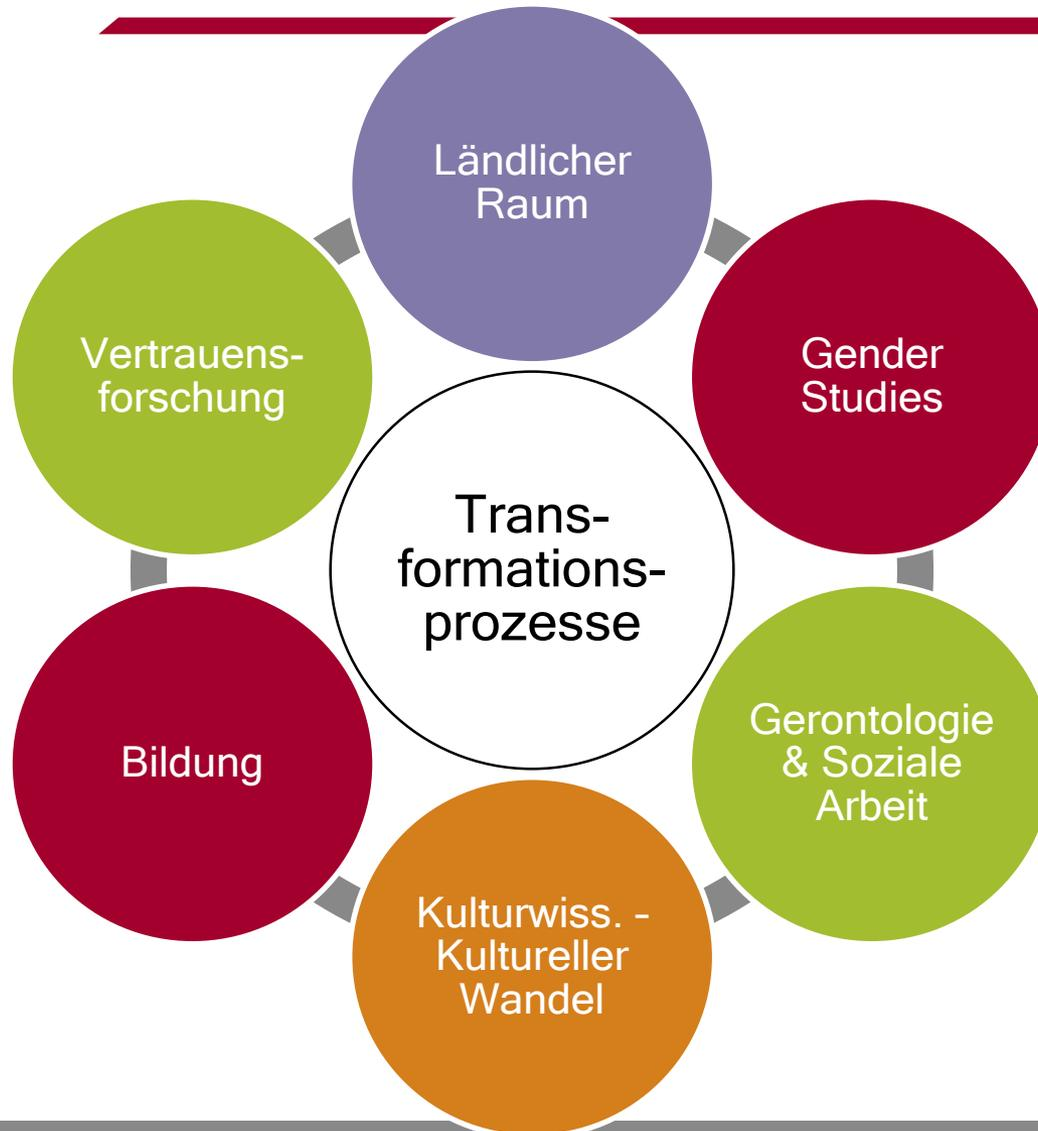 Ländlicher
Raum
Gender
Studies
Gerontologie
& Soziale
Arbeit
Kulturwiss. -
Kultureller
Wandel
Bildung
Vertrauens-
forschung
Trans-
formations-
prozesse